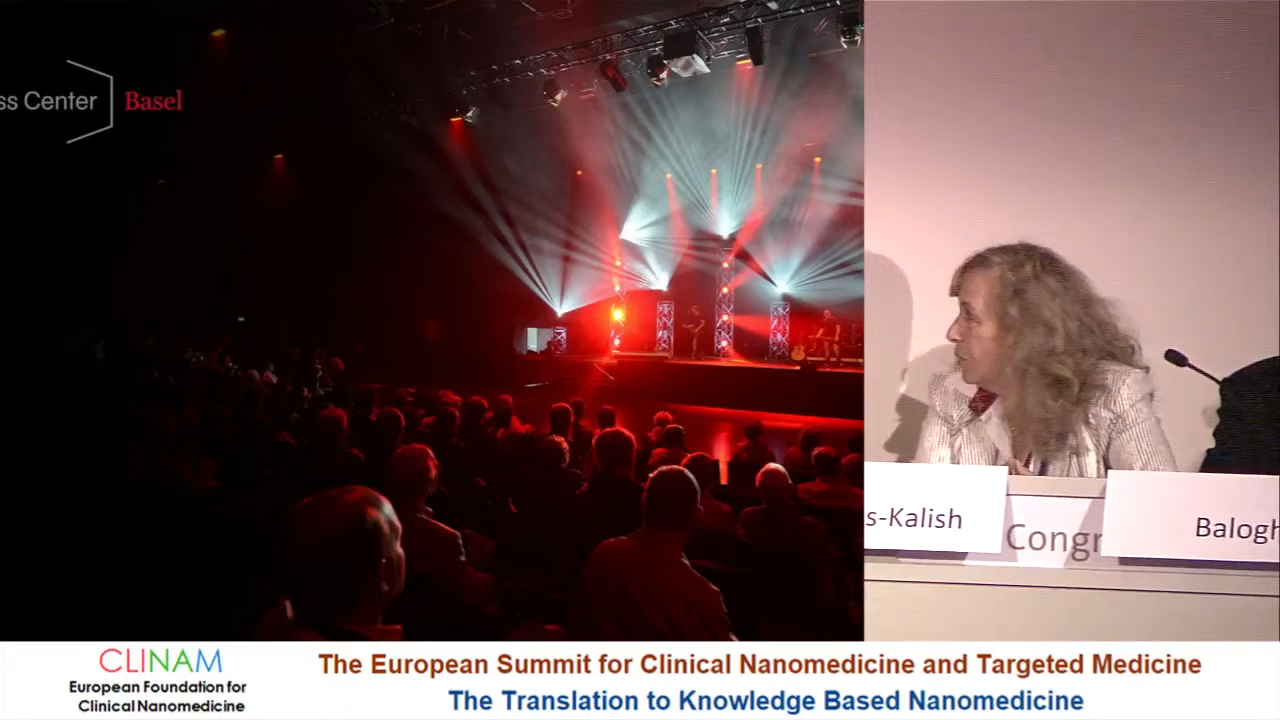 ss Center
Basel
s-Kalish
Congr
Balogh
CLINAM
European Foundation for
Clinical Nanomedicine
The European Summit for Clinical Nanomedicine and Targeted Medicine
The Translation to Knowledge Based Nanomedicine